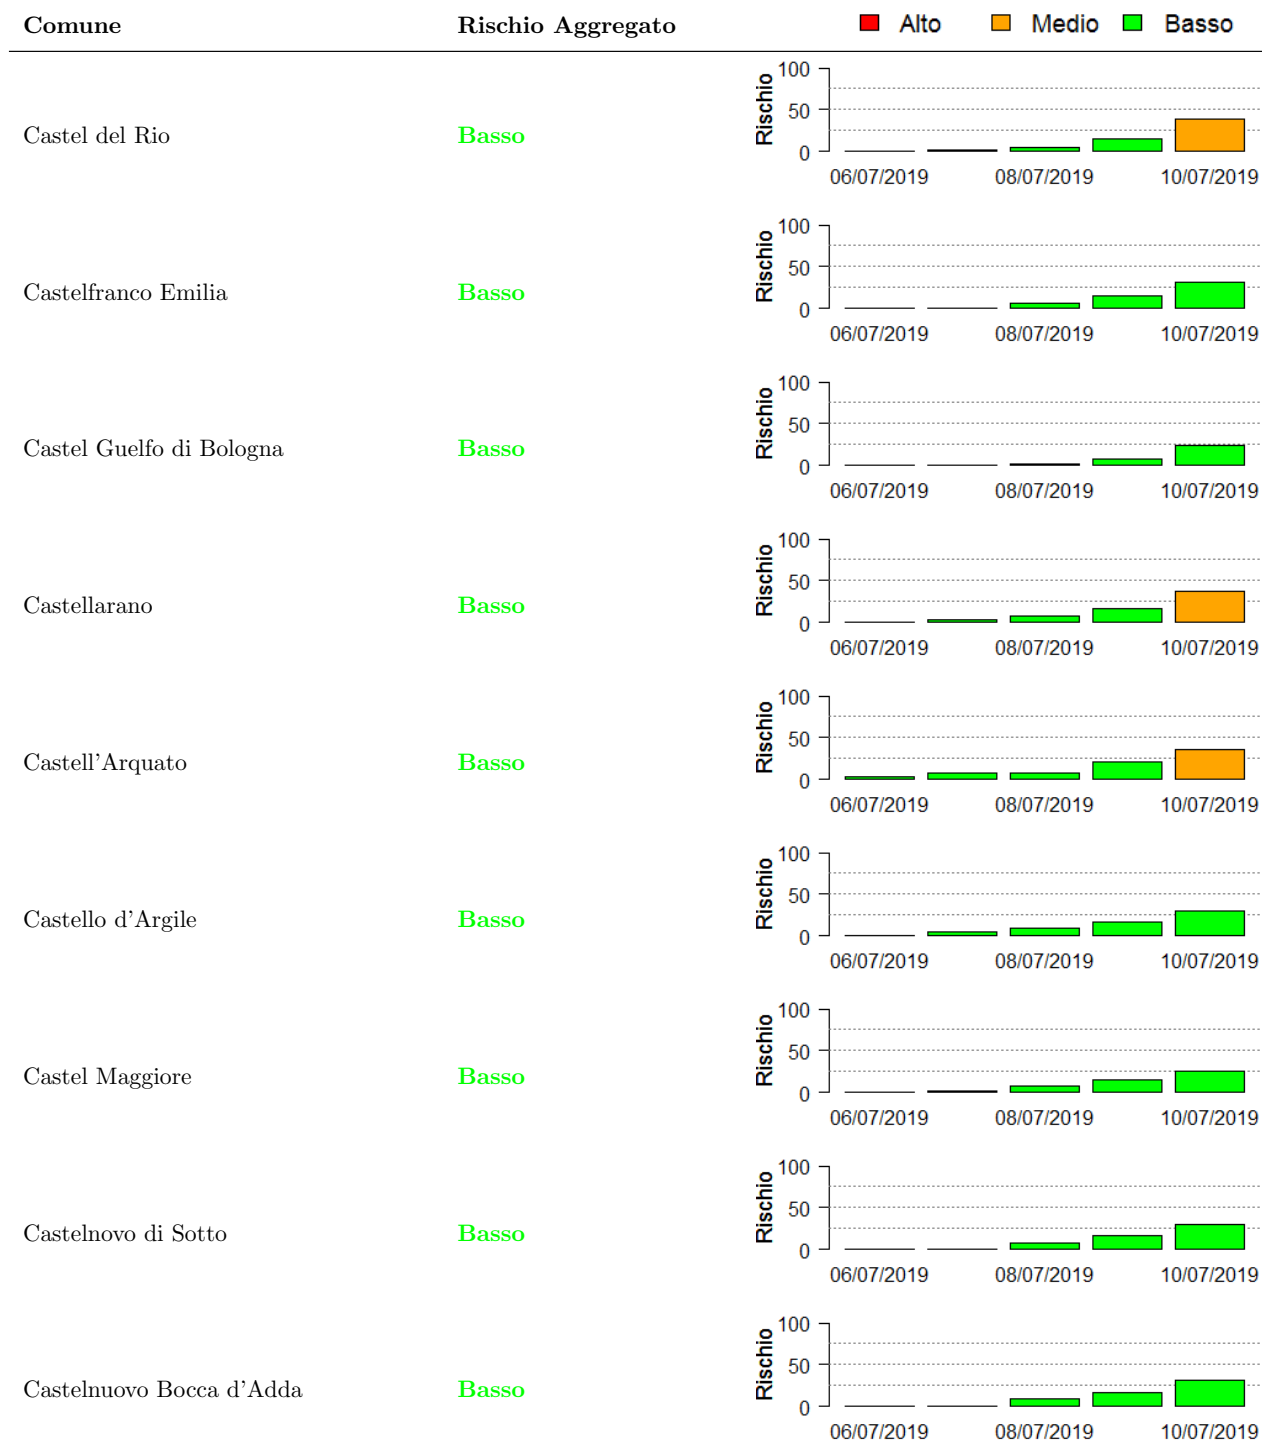 Comune Rischio Aggregato Alto Medio Basso
Castel del Rio Basso
Rischio
100
50
0
06/07/2019 08/07/2019 10/07/2019
Castelfranco Emilia Basso
Rischio
100
50
0
06/07/2019 08/07/2019 10/07/2019
Castel Guelfo di Bologna Basso
Rischio
100
50
0
06/07/2019 08/07/2019 10/07/2019
Castellarano Basso
Rischio
100
50
0
06/07/2019 08/07/2019 10/07/2019
Castell'Arquato Basso
Rischio
100
50
0
06/07/2019 08/07/2019 10/07/2019
Castello d'Argile Basso
Rischio
100
50
0
06/07/2019 08/07/2019 10/07/2019
Castel Maggiore Basso
Rischio
100
50
0
06/07/2019 08/07/2019 10/07/2019
Castelnovo di Sotto Basso
Rischio
100
50
0
06/07/2019 08/07/2019 10/07/2019
Castelnuovo Bocca d'Adda Basso
Rischio
100
50
0
06/07/2019 08/07/2019 10/07/2019